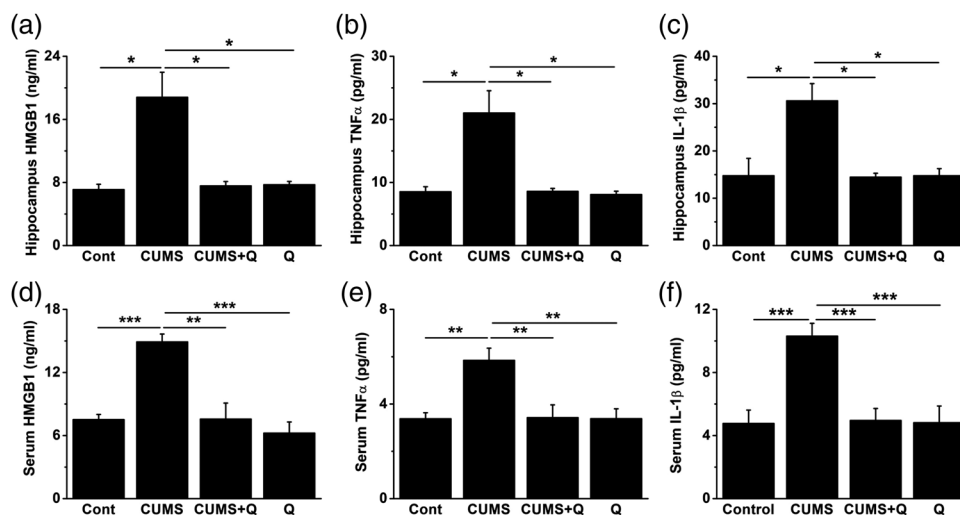 (a)
Hippocampus HMGB1 (ng/ml)
24
16
8
0
* * *
Cont CUMS CUMS+Q Q
(b)
Hippocampus TNFα (pg/ml)
30
20
10
0
* * *
Cont CUMS CUMS+Q Q
(c)
Hippocampus IL-1β (pg/ml)
40
30
20
10
0
* * *
Cont CUMS CUMS+Q Q
(d)
Serum HMGB1 (ng/ml)
18
12
6
0
*** ** ***
Cont CUMS CUMS+Q Q
(e)
Serum TNFα (pg/ml)
8
4
0
** ** **
Cont CUMS CUMS+Q Q
(f)
Serum IL-1β (pg/ml)
12
8
4
0
*** *** ***
Control CUMS CUMS+Q Q